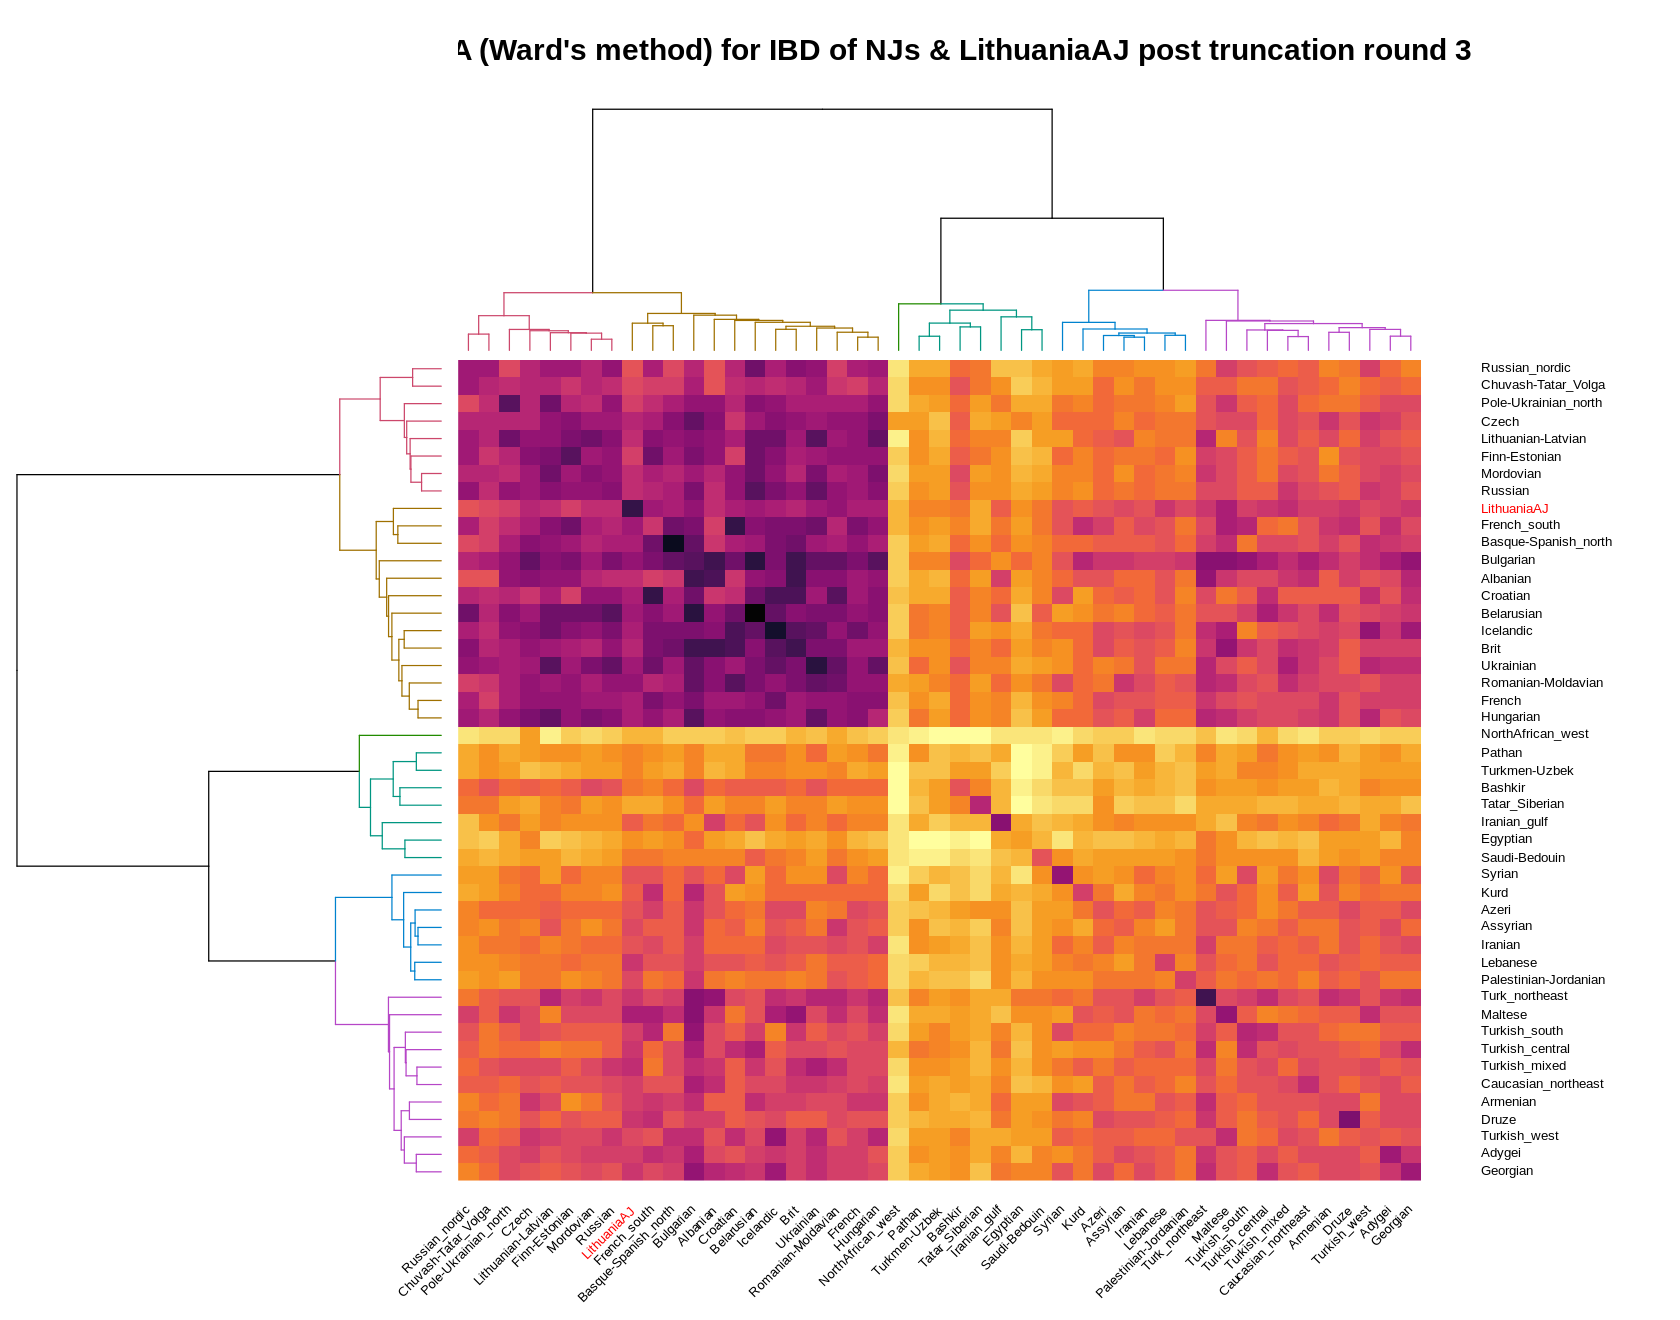 A (Ward's method) for IBD of NJs & LithuaniaAJ post truncation round 3
Russian_nordic
Chuvash-Tatar_Volga
Pole-Ukrainian_north
Czech
Lithuanian-Latvian
Finn-Estonian
Mordovian
Russian
LithuaniaAJ
French_south
Basque-Spanish_north
Bulgarian
Albanian
Croatian
Belarusian
Icelandic
Brit
Ukrainian
Romanian-Moldavian
French
Hungarian
NorthAfrican_west
Pathan
Turkmen-Uzbek
Bashkir
Tatar_Siberian
Iranian_gulf
Egyptian
Saudi-Bedouin
Syrian
Kurd
Azeri
Assyrian
Iranian
Lebanese
Palestinian-Jordanian
Turk_northeast
Maltese
Turkish_south
Turkish_central
Turkish_mixed
Caucasian_northeast
Armenian
Druze
Turkish_west
Adygei
Georgian
Russian_nordic
Chuvash-Tatar_Volga
Pole-Ukrainian_north
Czech
Lithuanian-Latvian
Finn-Estonian
Mordovian
Russian
LithuaniaAJ
French_south
Basque-Spanish_north
Bulgarian
Albanian
Croatian
Belarusian
Icelandic
Brit
Ukrainian
Romanian-Moldavian
French
Hungarian
NorthAfrican_west
Pathan
Turkmen-Uzbek
Bashkir
Tatar_Siberian
Iranian_gulf
Egyptian
Saudi-Bedouin
Syrian
Kurd
Azeri
Assyrian
Iranian
Lebanese
Palestinian-Jordanian
Turk_northeast
Maltese
Turkish_south
Turkish_central
Turkish_mixed
Caucasian_northeast
Armenian
Druze
Turkish_west
Adygei
Georgian